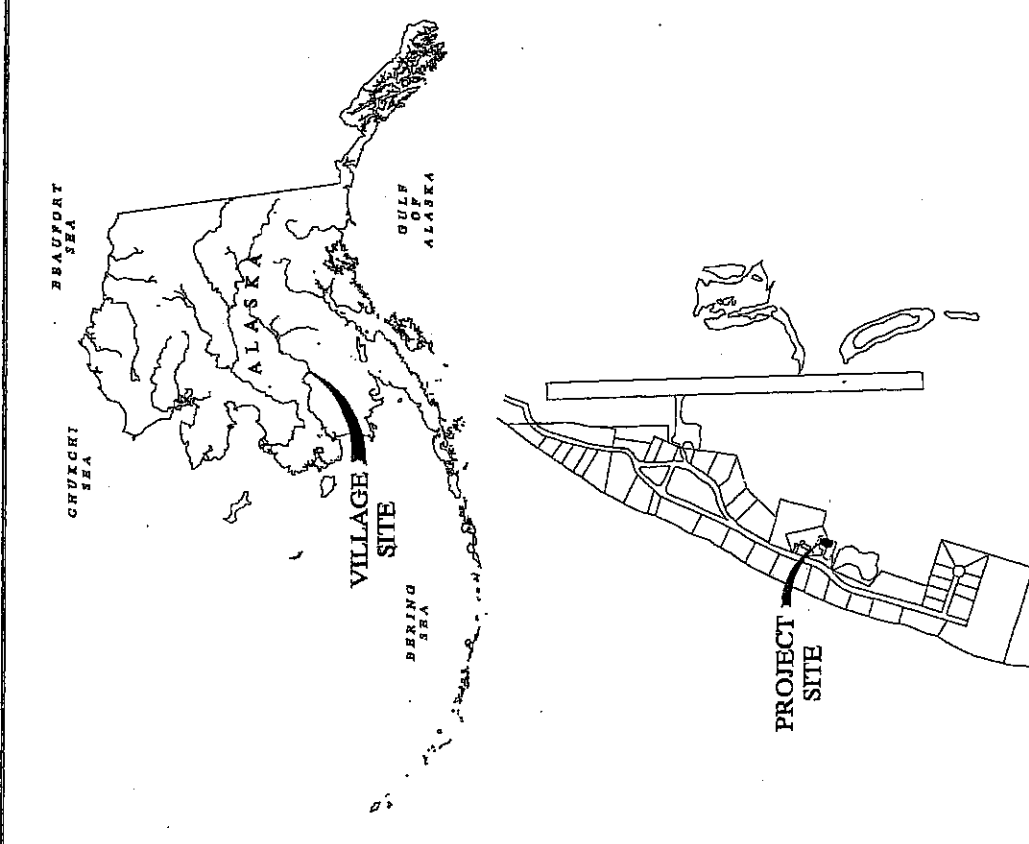 BEAUFORT
SEA
CHUKCHI
SEA
ALASKA
GULF
OF
ALASKA
VILLAGE
SITE
BERING
SEA
PROJECT
SITE